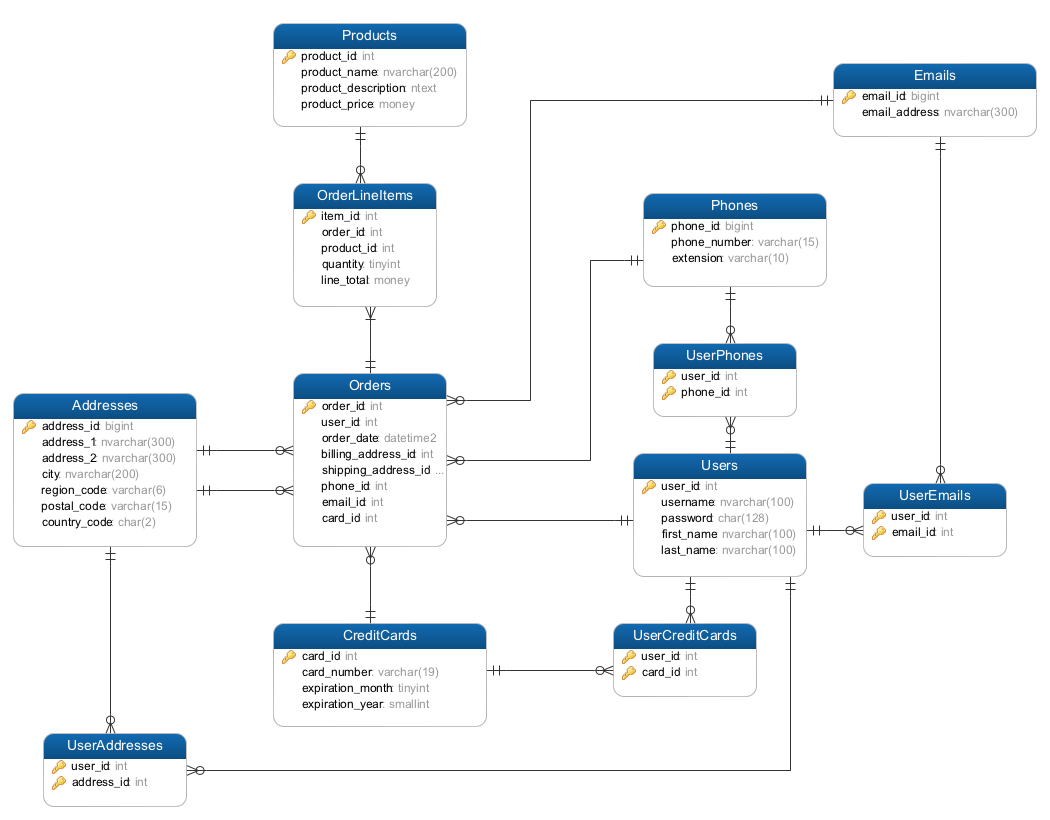 Products
product_id: int
product_name: nvarchar(200)
product_description: ntext
product_price: money
Emails
email_id: bigint
email_address: nvarchar(300)
OrderLineItems
item_id: int
order_id: int
product_id: int
quantity: tinyint
line_total: money
Phones
phone_id: bigint
phone_number: varchar(15)
extension: varchar(10)
UserPhones
user_id: int
phone_id: int
Orders
order_id: int
user_id: int
order_date: datetime2
billing_address_id: int
shipping_address_id ...
phone_id: int
email_id: int
card_id: int
Addresses
address_id: bigint
address_1: nvarchar(300)
address_2: nvarchar(300)
city: nvarchar(200)
region_code: varchar(6)
postal_code: varchar(15)
country_code: char(2)
Users
user_id: int
username: nvarchar(100)
password: char(128)
first_name: nvarchar(100)
last_name: nvarchar(100)
UserEmails
user_id: int
email_id: int
CreditCards
card_id: int
card_number: varchar(19)
expiration_month: tinyint
expiration_year: smallint
UserCreditCards
user_id: int
card_id: int
UserAddresses
user_id: int
address_id: int